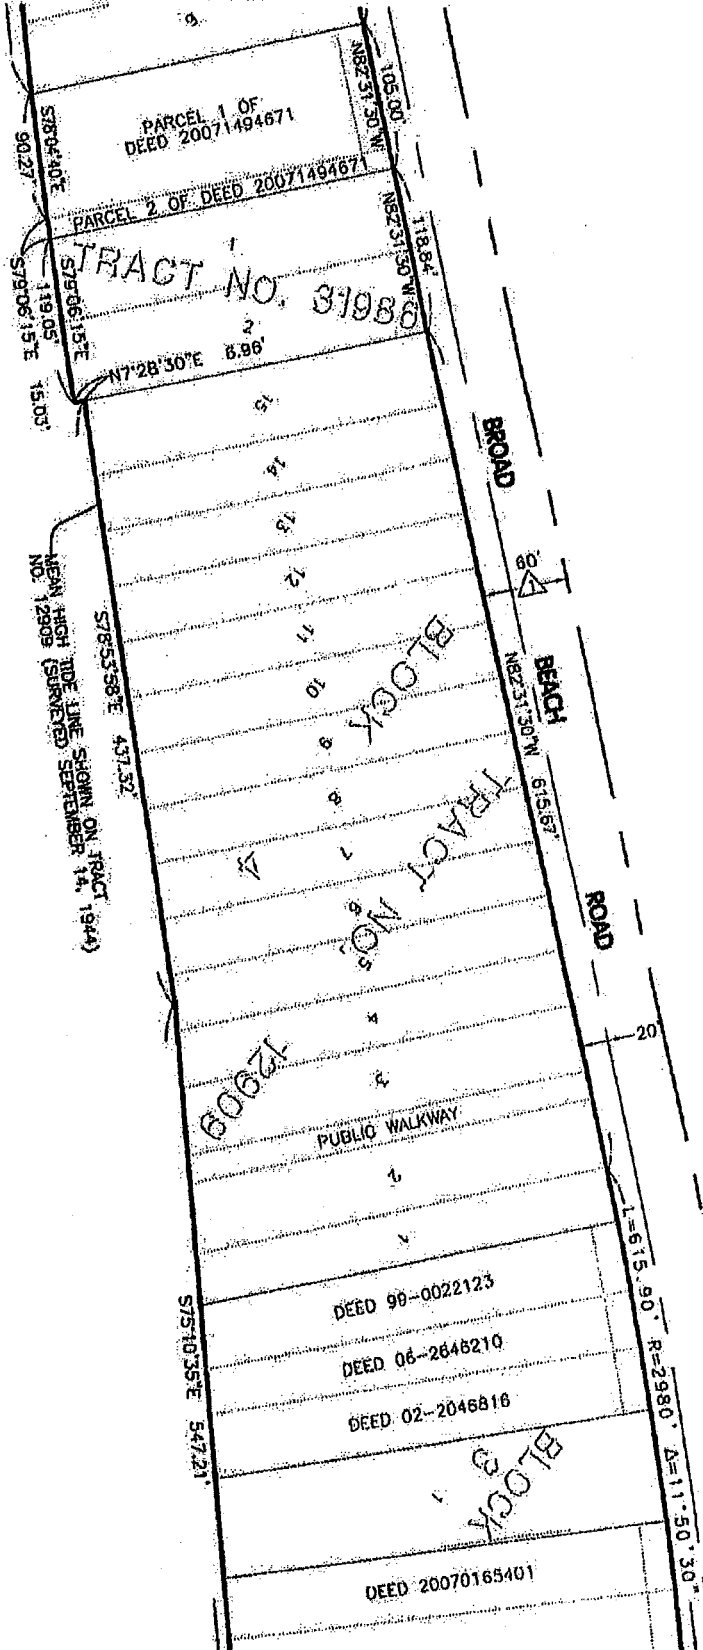 6
N82°31'30"W
105.00'
PARCEL 1 OF
DEED 20071494671
S78°04'40"E
90.27'
PARCEL 2 OF DEED 20071494671
N82°31'30"W
118.84'
1
TRACT NO. 31986
2
S79°06'15"E
119.05'
S79°06'15"E 15.03'
N7°28'30"E 6.96'
15
14
13
12
11
10
9
8
7
6
5
4
3
BROAD
60'
1
BEACH
N82°31'30"W 615.67'
ROAD
20'
BLOCK
TRACT NO.
12909
MEAN HIGH TIDE LINE SHOWN ON TRACT
NO. 12909 (SURVEYED SEPTEMBER 14, 1944)
S78°53'58"E 437.32'
PUBLIC WALKWAY
2
1
L=615.90' R=2980' Δ=11°50'30"
DEED 99-0022123
DEED 06-2646210
DEED 02-2046816
S75°10'35"E 547.21'
BLOCK
3
1
DEED 20070165401